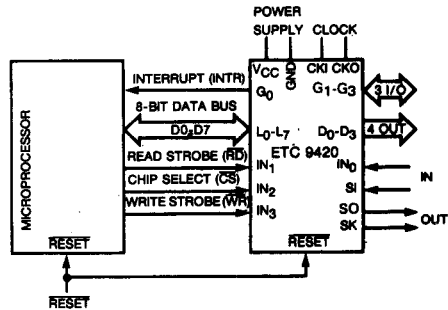 POWER
SUPPLY CLOCK
VCC GND CKI CKO
INTERRUPT (INTR) G0 G1-G3 3 I/O
8-BIT DATA BUS
D0-D7 L0-L7 D0-D3 4 OUT
ETC 9420
READ STROBE (RD) IN1 IN0 IN
CHIP SELECT (CS) IN2 SI
WRITE STROBE (WR) IN3 SO OUT
SK
MICROPROCESSOR
RESET RESET
RESET